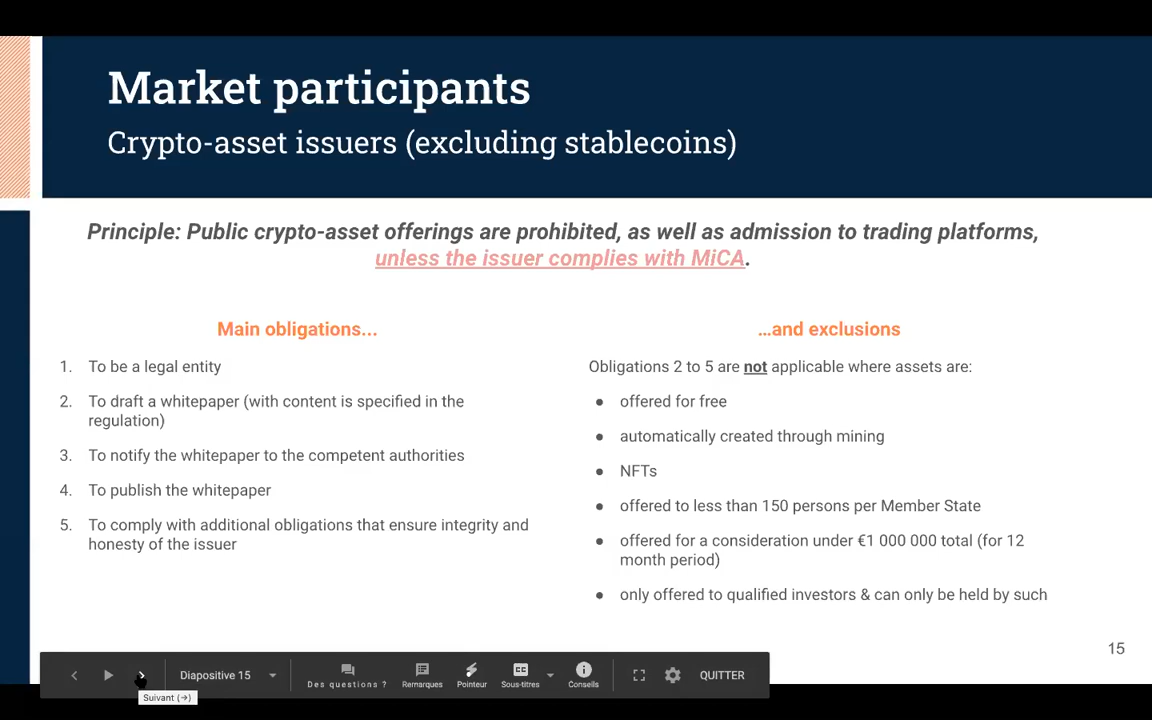 Market participants
Crypto-asset issuers (excluding stablecoins)
Principle: Public crypto-asset offerings are prohibited, as well as admission to trading platforms,
unless the issuer complies with MiCA.
Main obligations...
1. To be a legal entity
2. To draft a whitepaper (with content is specified in the
regulation)
3. To notify the whitepaper to the competent authorities
4. To publish the whitepaper
5. To comply with additional obligations that ensure integrity and
honesty of the issuer
…and exclusions
Obligations 2 to 5 are not applicable where assets are:
● offered for free
● automatically created through mining
● NFTs
● offered to less than 150 persons per Member State
● offered for a consideration under €1 000 000 total (for 12
month period)
● only offered to qualified investors & can only be held by such
15
Diapositive 15
Des questions ?
Remarques
Pointeur
CC
Sous-titres
Conseils
QUITTER
Suivant (→)